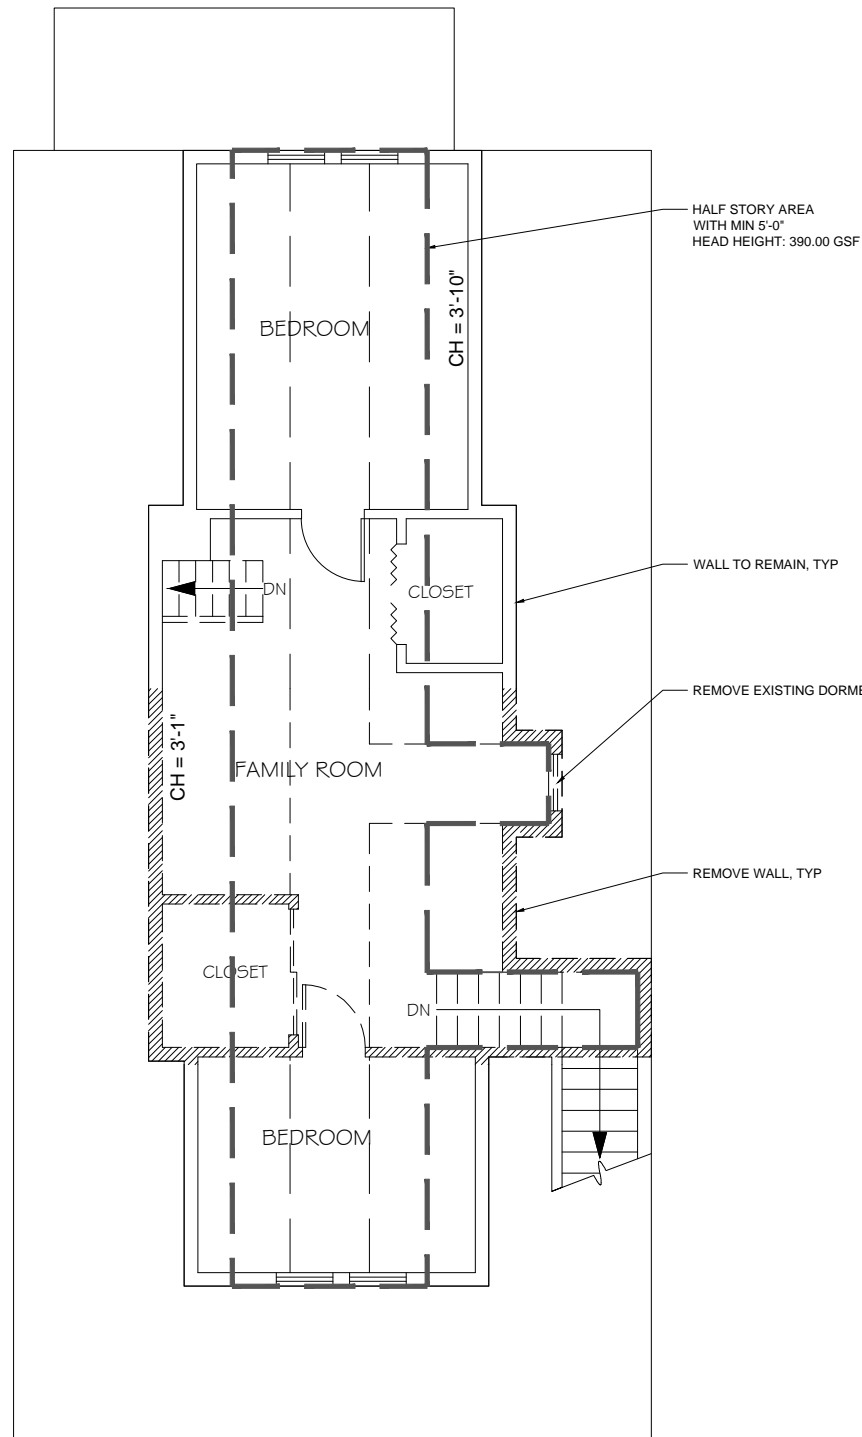 HALF STORY AREA
WITH MIN 5'-0"
HEAD HEIGHT: 390.00 GSF
CH = 3'-10"
BEDROOM
WALL TO REMAIN, TYP
DN
CLOSET
REMOVE EXISTING DORME
CH = 3'-1"
FAMILY ROOM
REMOVE WALL, TYP
CLOSET
DN
BEDROOM